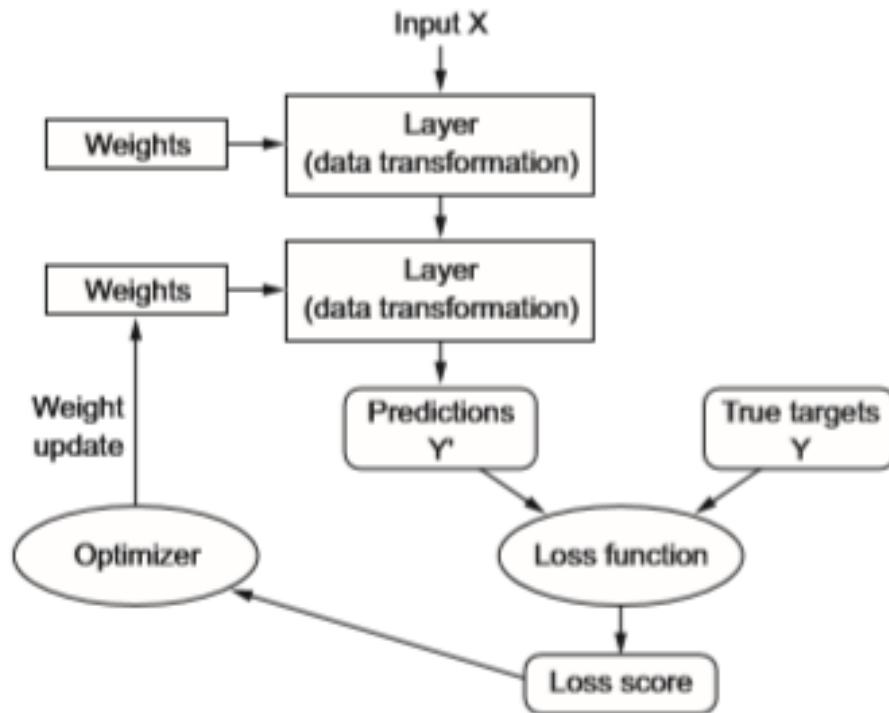 Input X
Weights
Layer
(data transformation)
Weights
Layer
(data transformation)
Weight
update
Predictions
Y'
True targets
Y
Optimizer
Loss function
Loss score